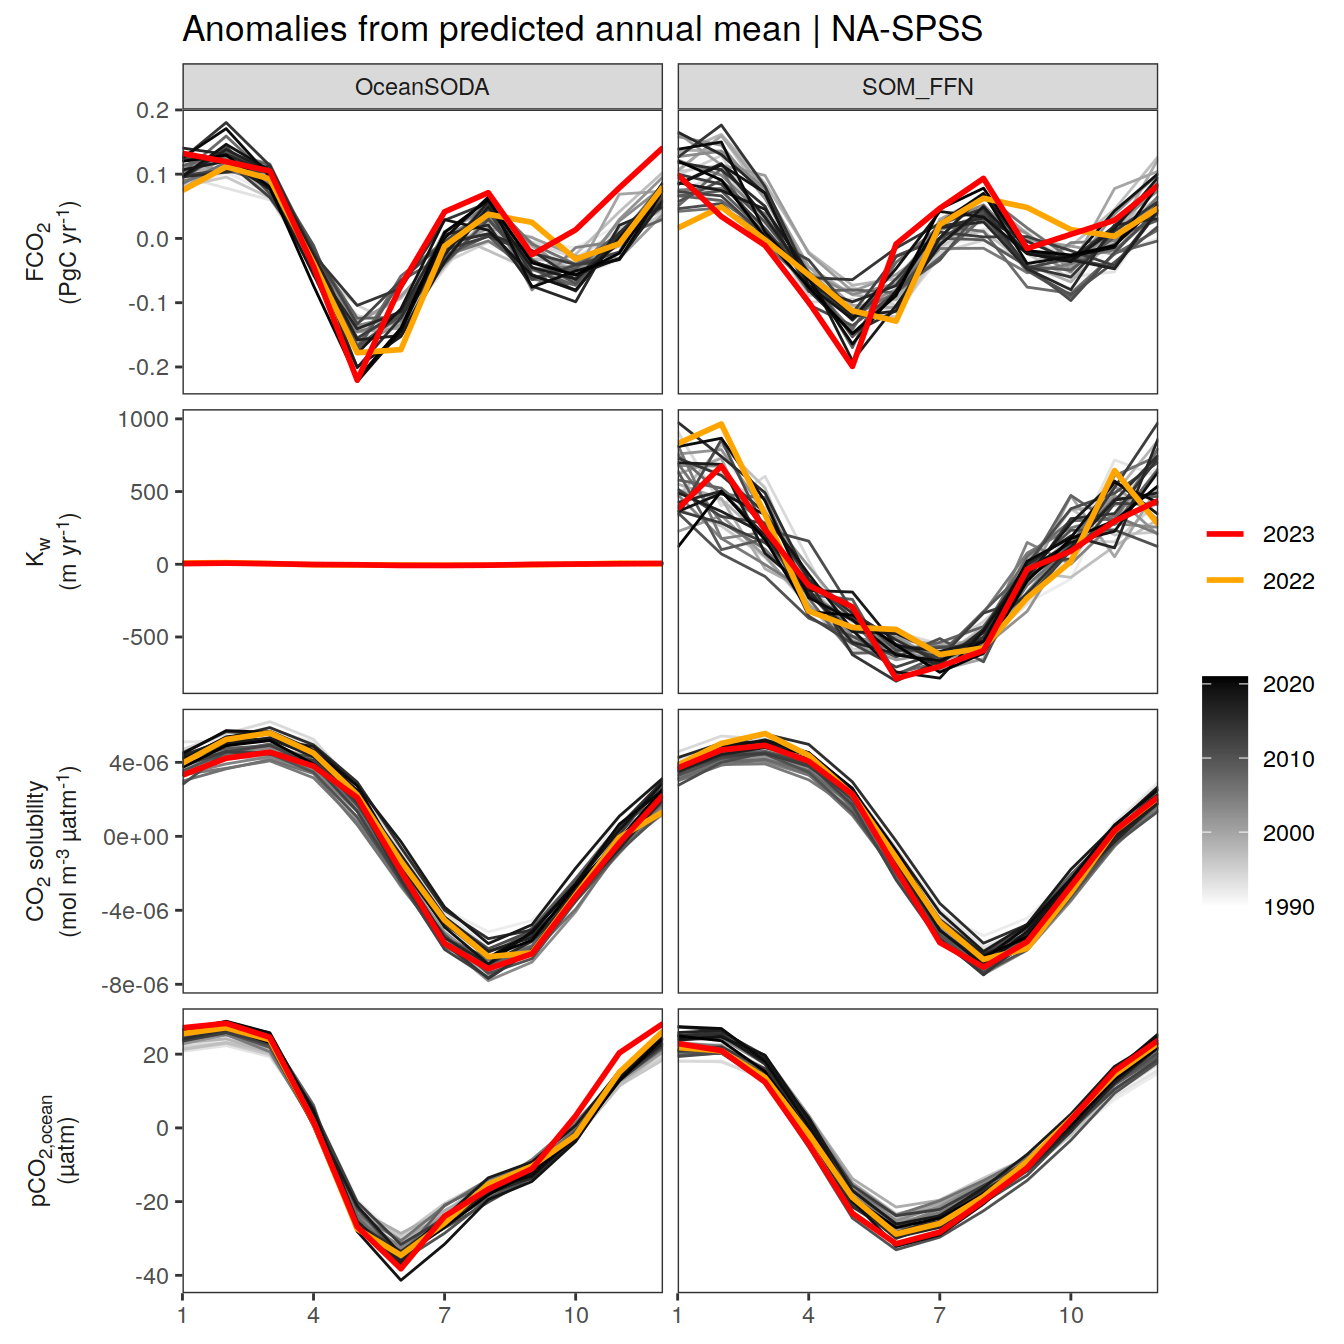 Anomalies from predicted annual mean | NA-SPSS
OceanSODA SOM_FFN
FCO2
(PgC yr-1)
0.2
0.1
0.0
-0.1
-0.2
Kw
(m yr-1)
1000
500
0
-500
CO2 solubility
(mol m-3 µatm-1)
4e-06
0e+00
-4e-06
-8e-06
pCO2,ocean
(µatm)
20
0
-20
-40
1 4 7 10 1 4 7 10
2023
2022
2020
2010
2000
1990